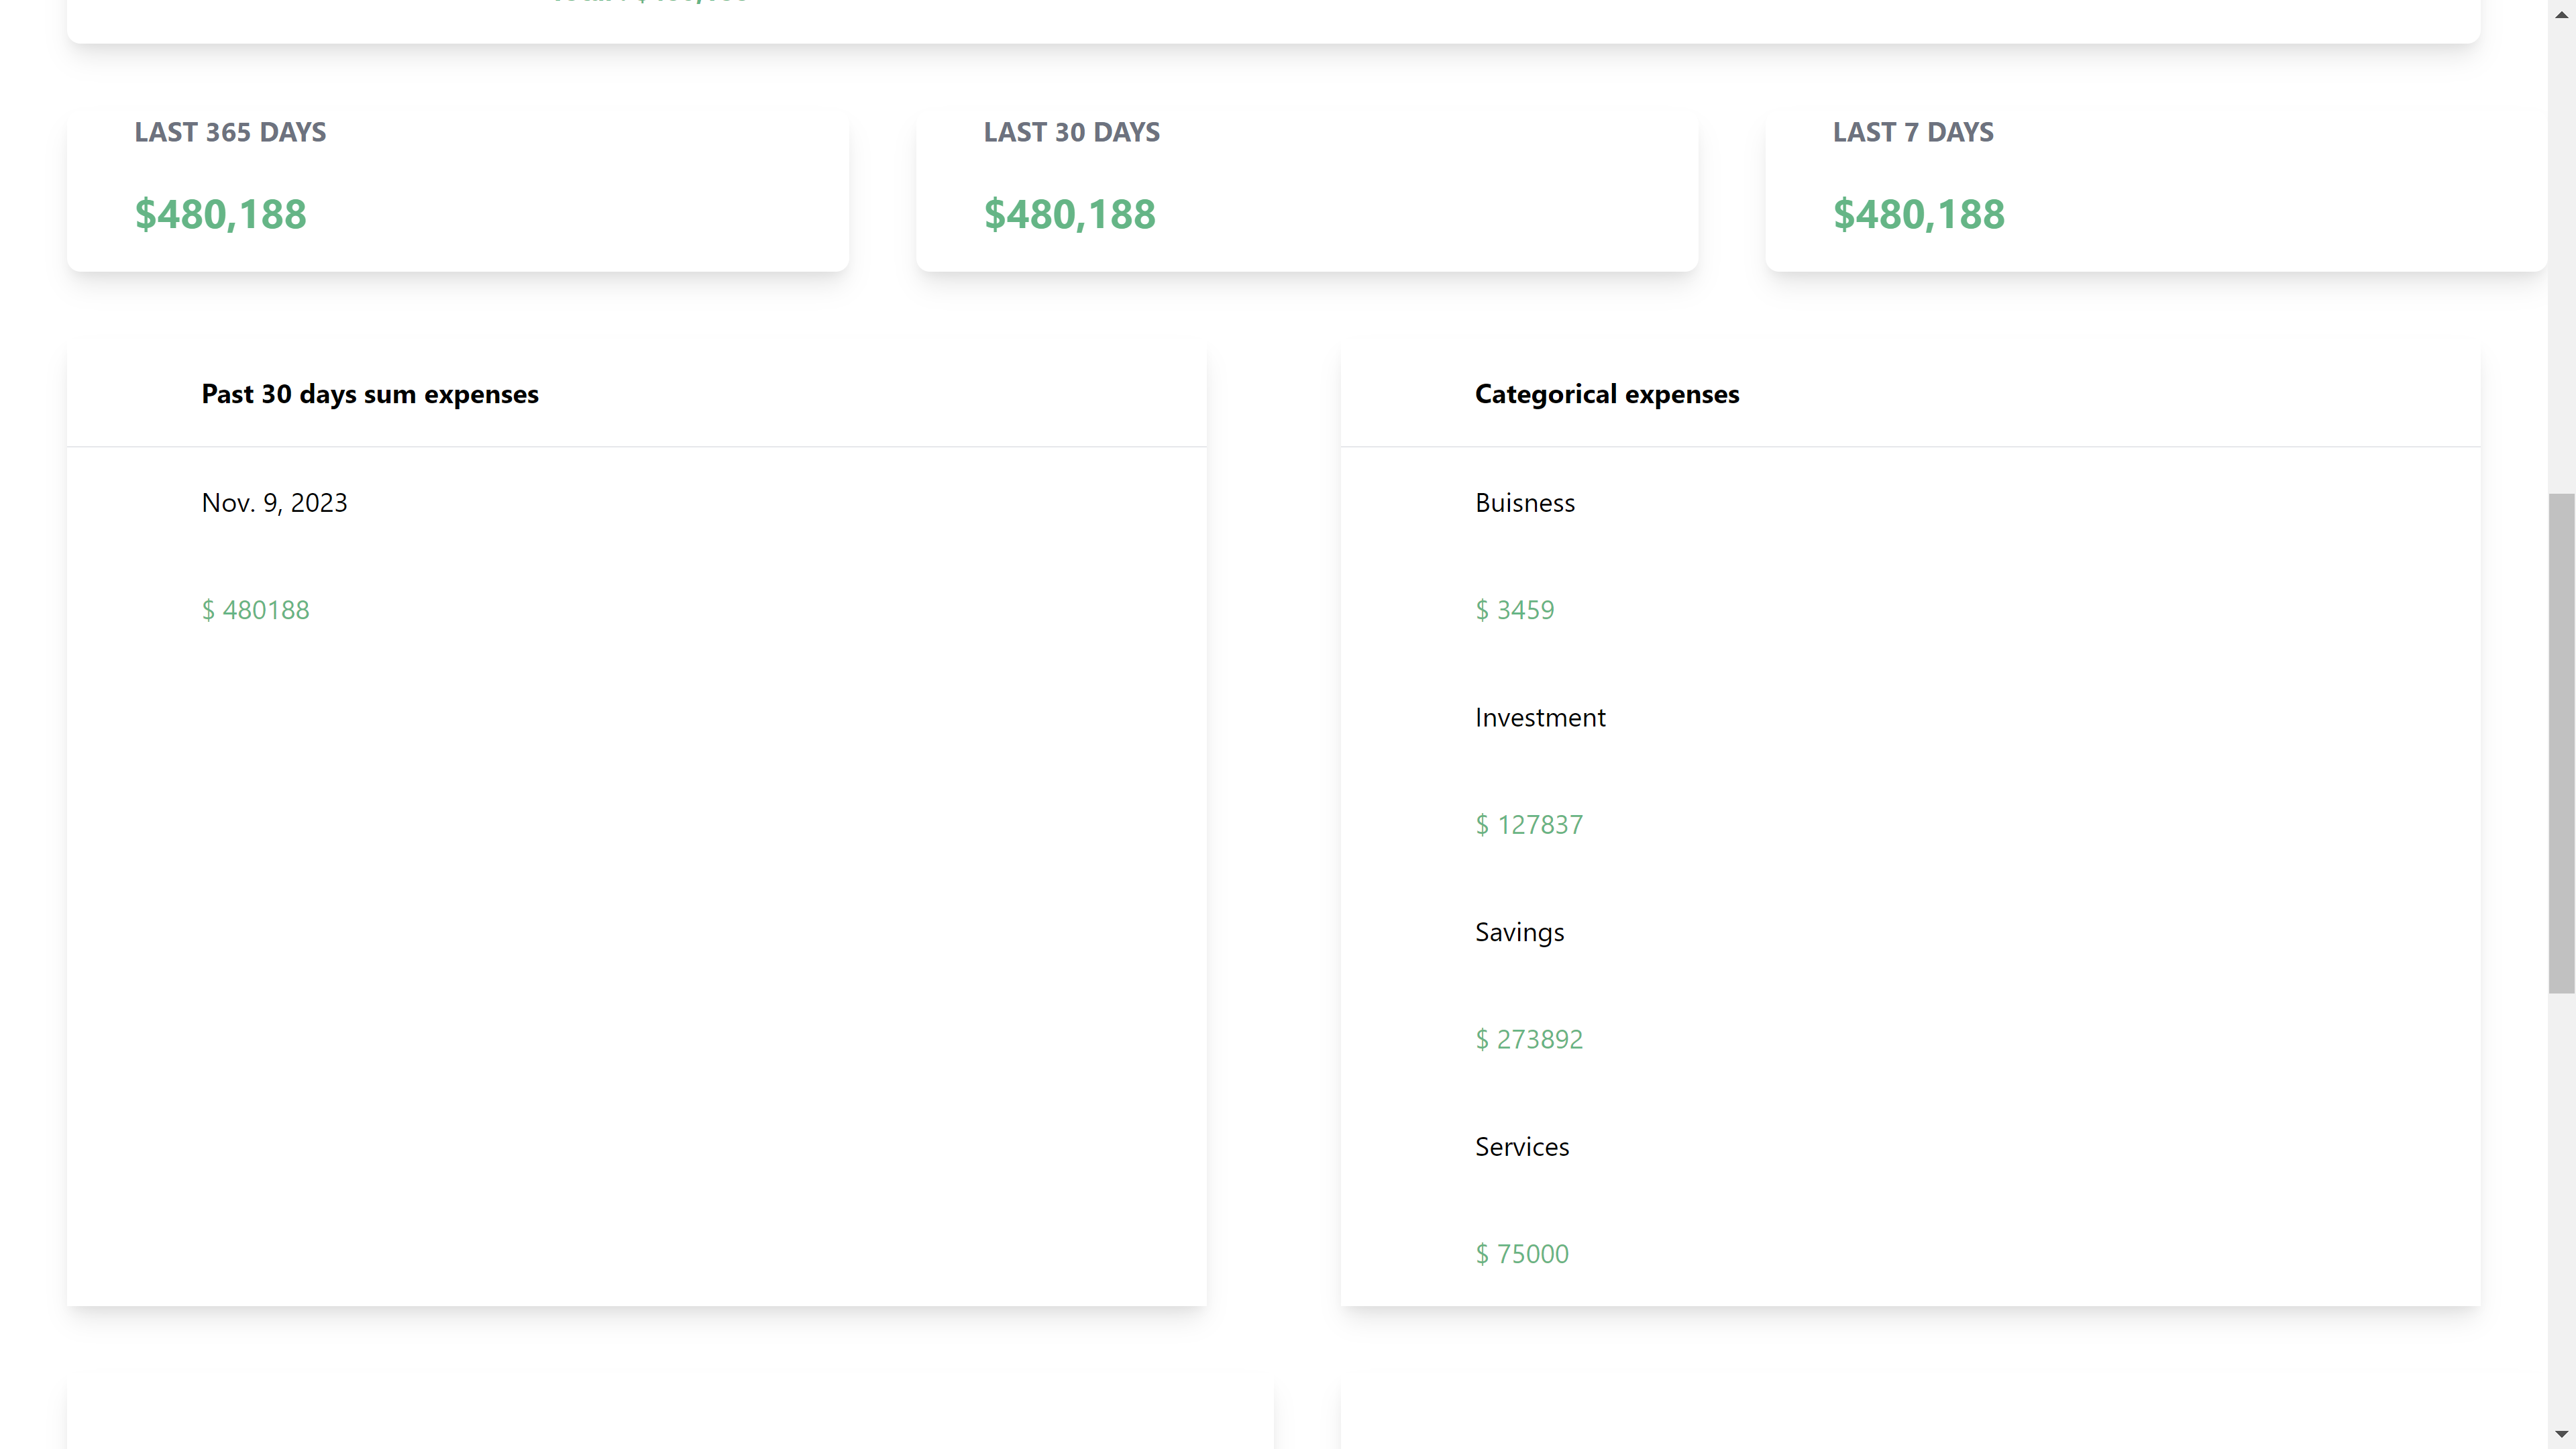 LAST 365 DAYS
$480,188
LAST 30 DAYS
$480,188
LAST 7 DAYS
$480,188
Past 30 days sum expenses
Nov. 9, 2023
$ 480188
Categorical expenses
Buisness
$ 3459
Investment
$ 127837
Savings
$ 273892
Services
$ 75000